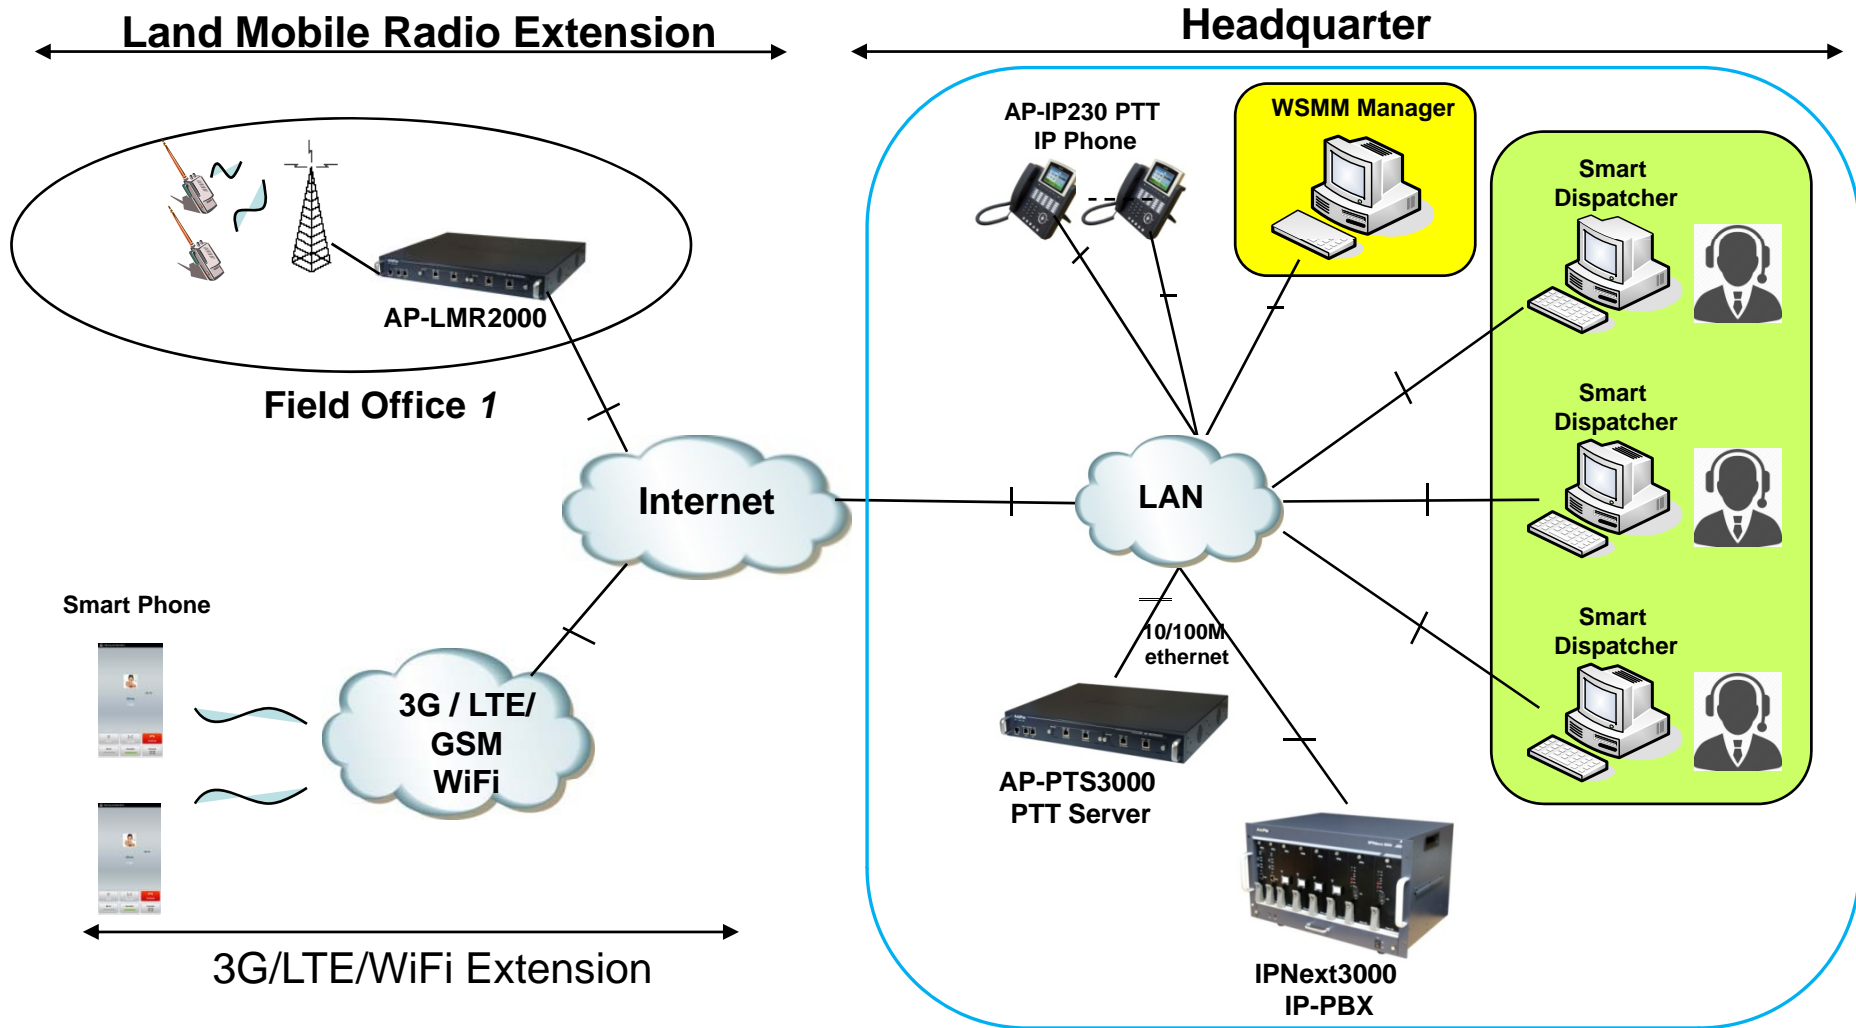 Land Mobile Radio Extension
Headquarter
AP-IP230 PTT
IP Phone
WSMM Manager
Smart
Dispatcher
AP-LMR2000
Field Office 1
Smart
Dispatcher
Internet
LAN
Smart Phone
10/100M
ethernet
Smart
Dispatcher
3G / LTE/
GSM
WiFi
AP-PTS3000
PTT Server
3G/LTE/WiFi Extension
IPNext3000
IP-PBX